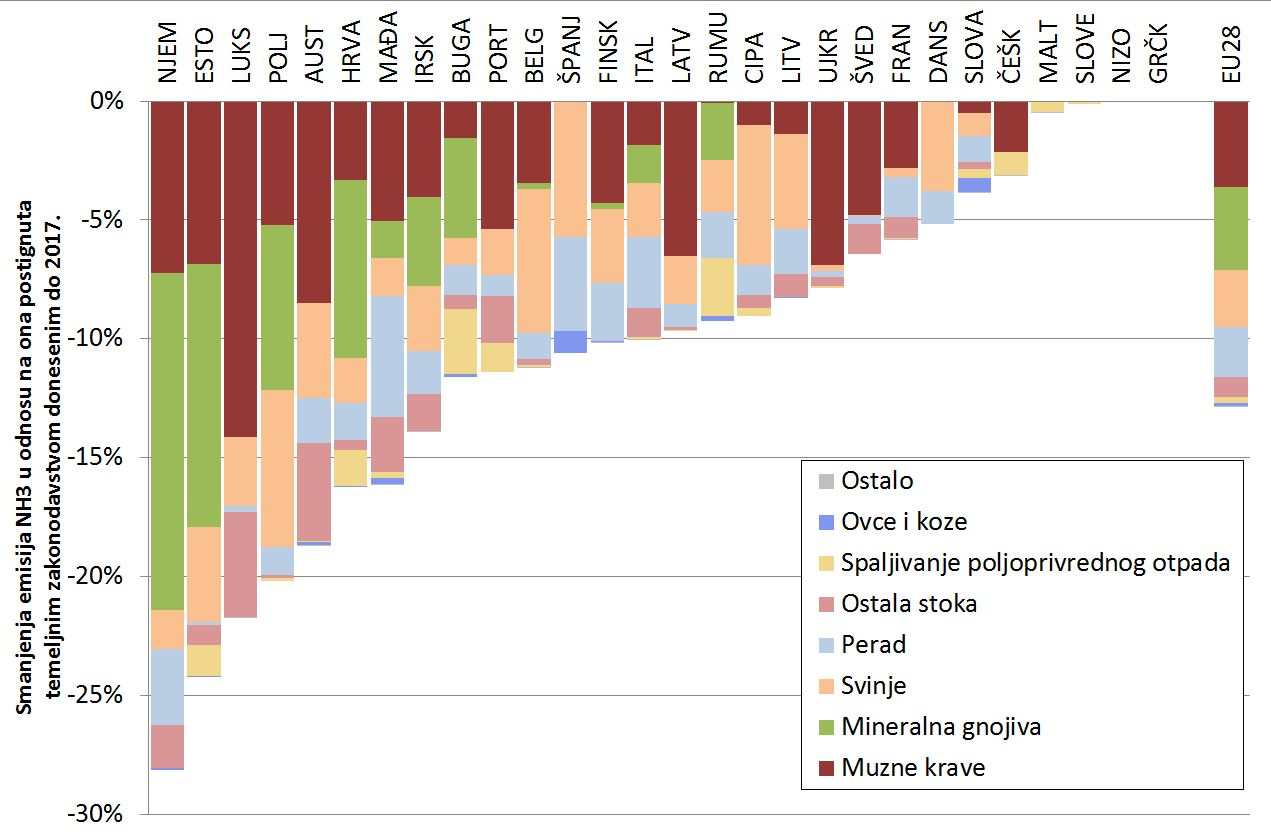 NJEM
ESTO
LUKS
POLJ
AUST
HRVA
MAĐA
IRSK
BUGA
PORT
BELG
ŠPANJ
FINSK
ITAL
LATV
RUMU
CIPA
LITV
UJKR
ŠVED
FRAN
DANS
SLOVA
ČEŠK
MALT
SLOVE
NIZO
GRČK
EU28
0%
-5%
-10%
-15%
-20%
-25%
-30%
Smanjenja emisija NH3 u odnosu na ona postignuta
temeljnim zakonodavstvom donesenim do 2017.
Ostalo
Ovce i koze
Spaljivanje poljoprivrednog otpada
Ostala stoka
Perad
Svinje
Mineralna gnojiva
Muzne krave